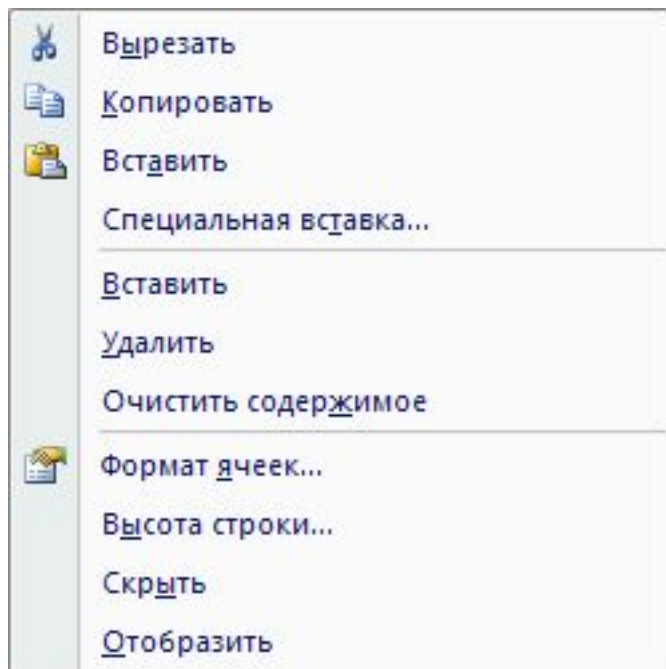 Вырезать
Копировать
Вставить
Специальная вставка...
Вставить
Удалить
Очистить содержимое
Формат ячеек...
Высота строки...
Скрыть
Отобразить